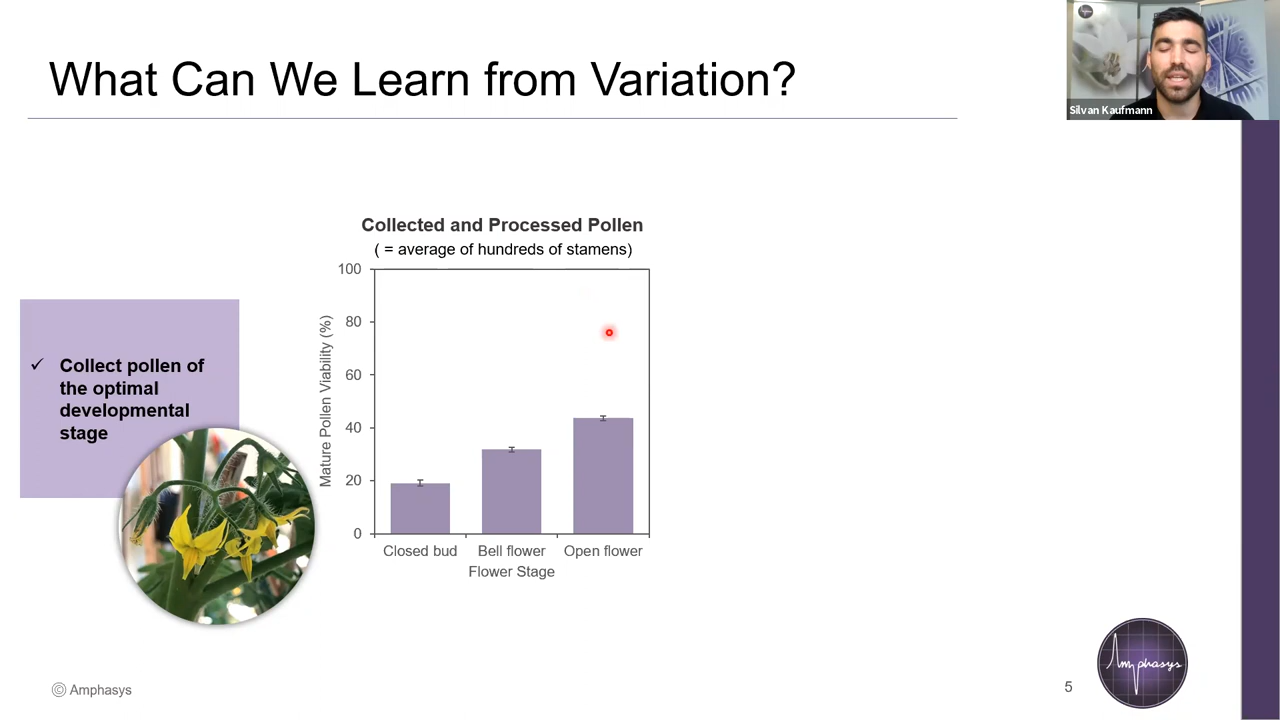 What Can We Learn from Variation?
Silvan Kaufmann
Collected and Processed Pollen
( = average of hundreds of stamens)
✓ Collect pollen of
the optimal
developmental
stage
Mature Pollen Viability (%)
100
80
60
40
20
0
Closed bud Bell flower Open flower
Flower Stage
© Amphasys
5
Amphasys